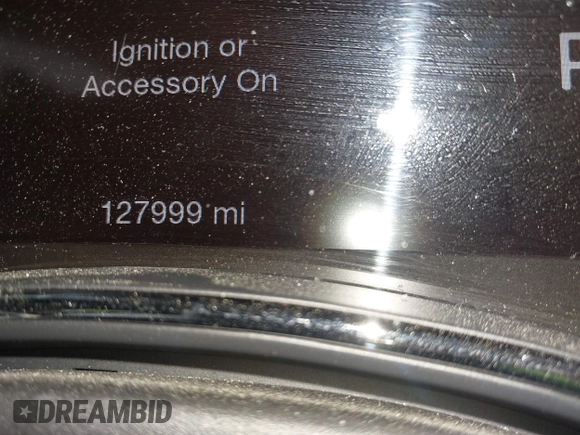 Ignition or
Accessory On
P
127999 mi
DREAMBID